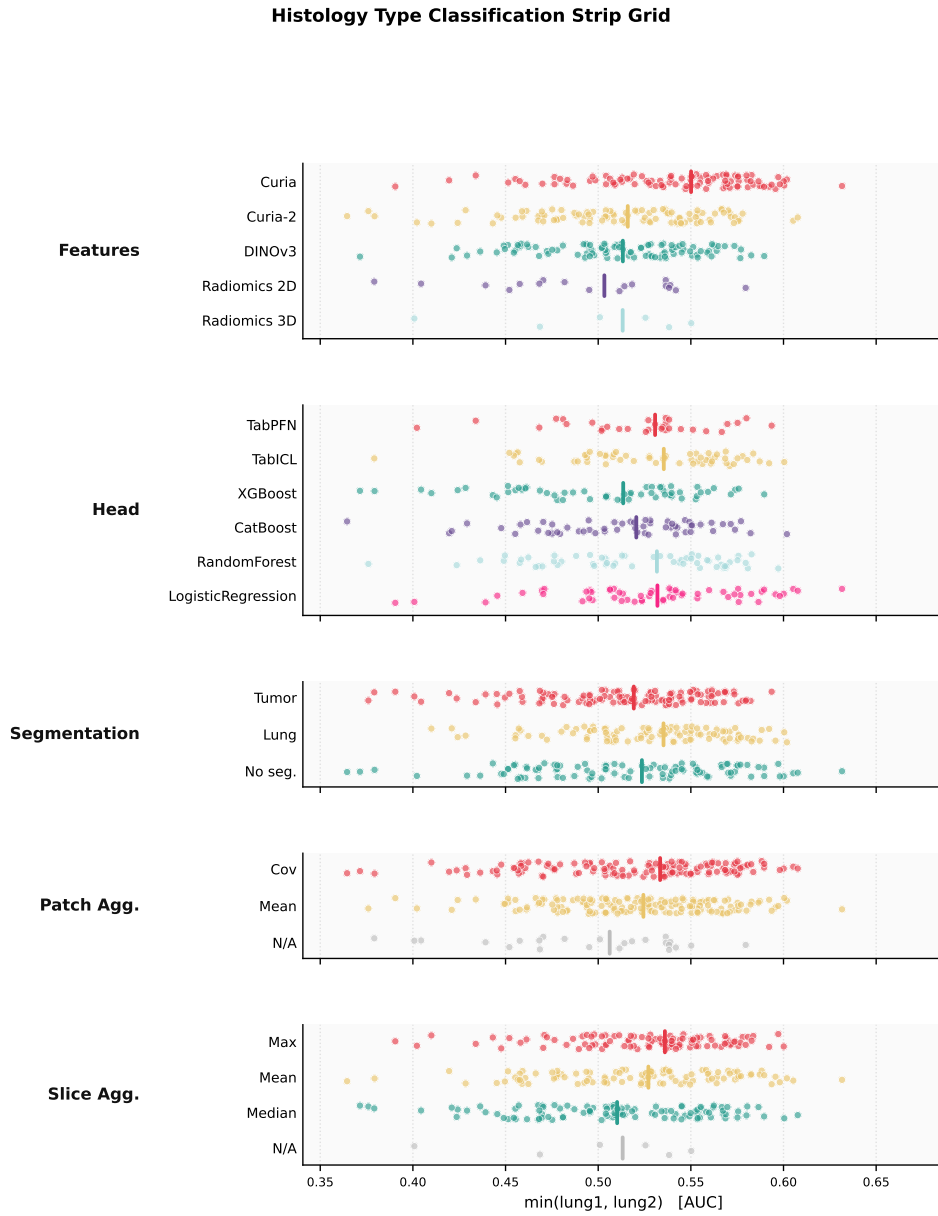 Histology Type Classification Strip Grid
Features
Curia
Curia-2
DINOv3
Radiomics 2D
Radiomics 3D
Head
TabPFN
TabICL
XGBoost
CatBoost
RandomForest
LogisticRegression
Segmentation
Tumor
Lung
No seg.
Patch Agg.
Cov
Mean
N/A
Slice Agg.
Max
Mean
Median
N/A
0.35 0.40 0.45 0.50 0.55 0.60 0.65
min(lung1, lung2) [AUC]